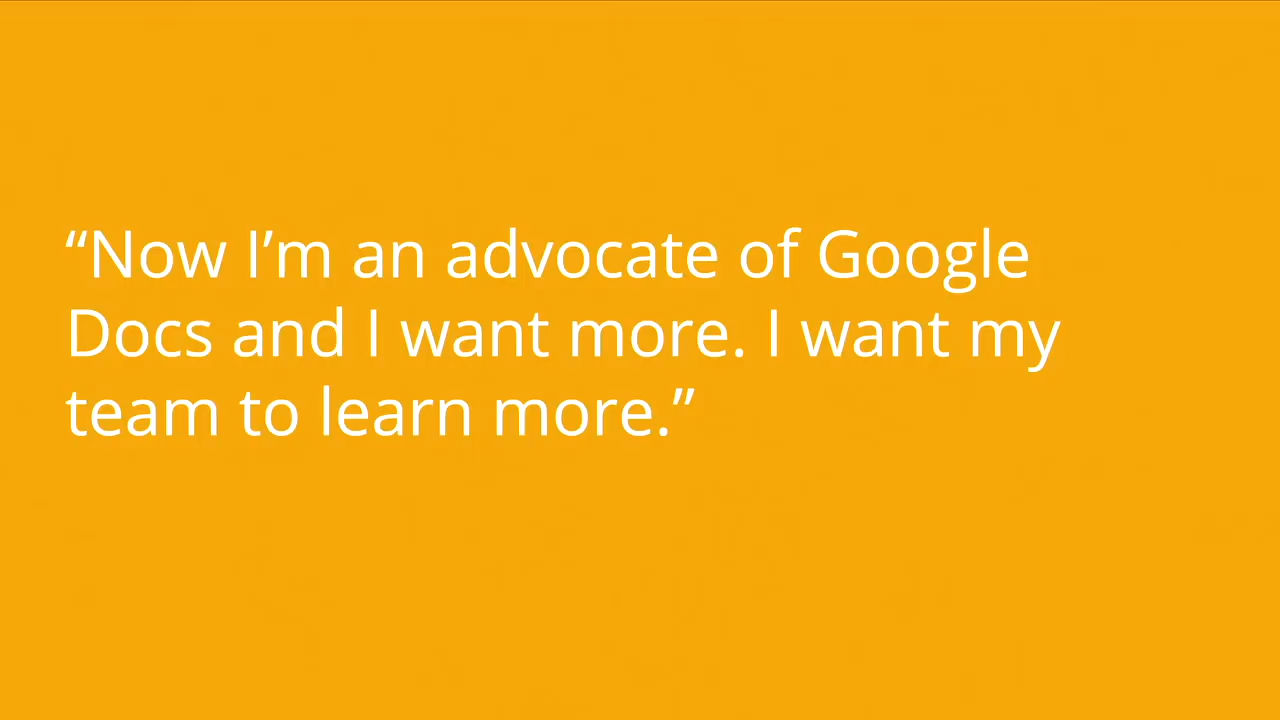 “Now I’m an advocate of Google
Docs and I want more. I want my
team to learn more.”